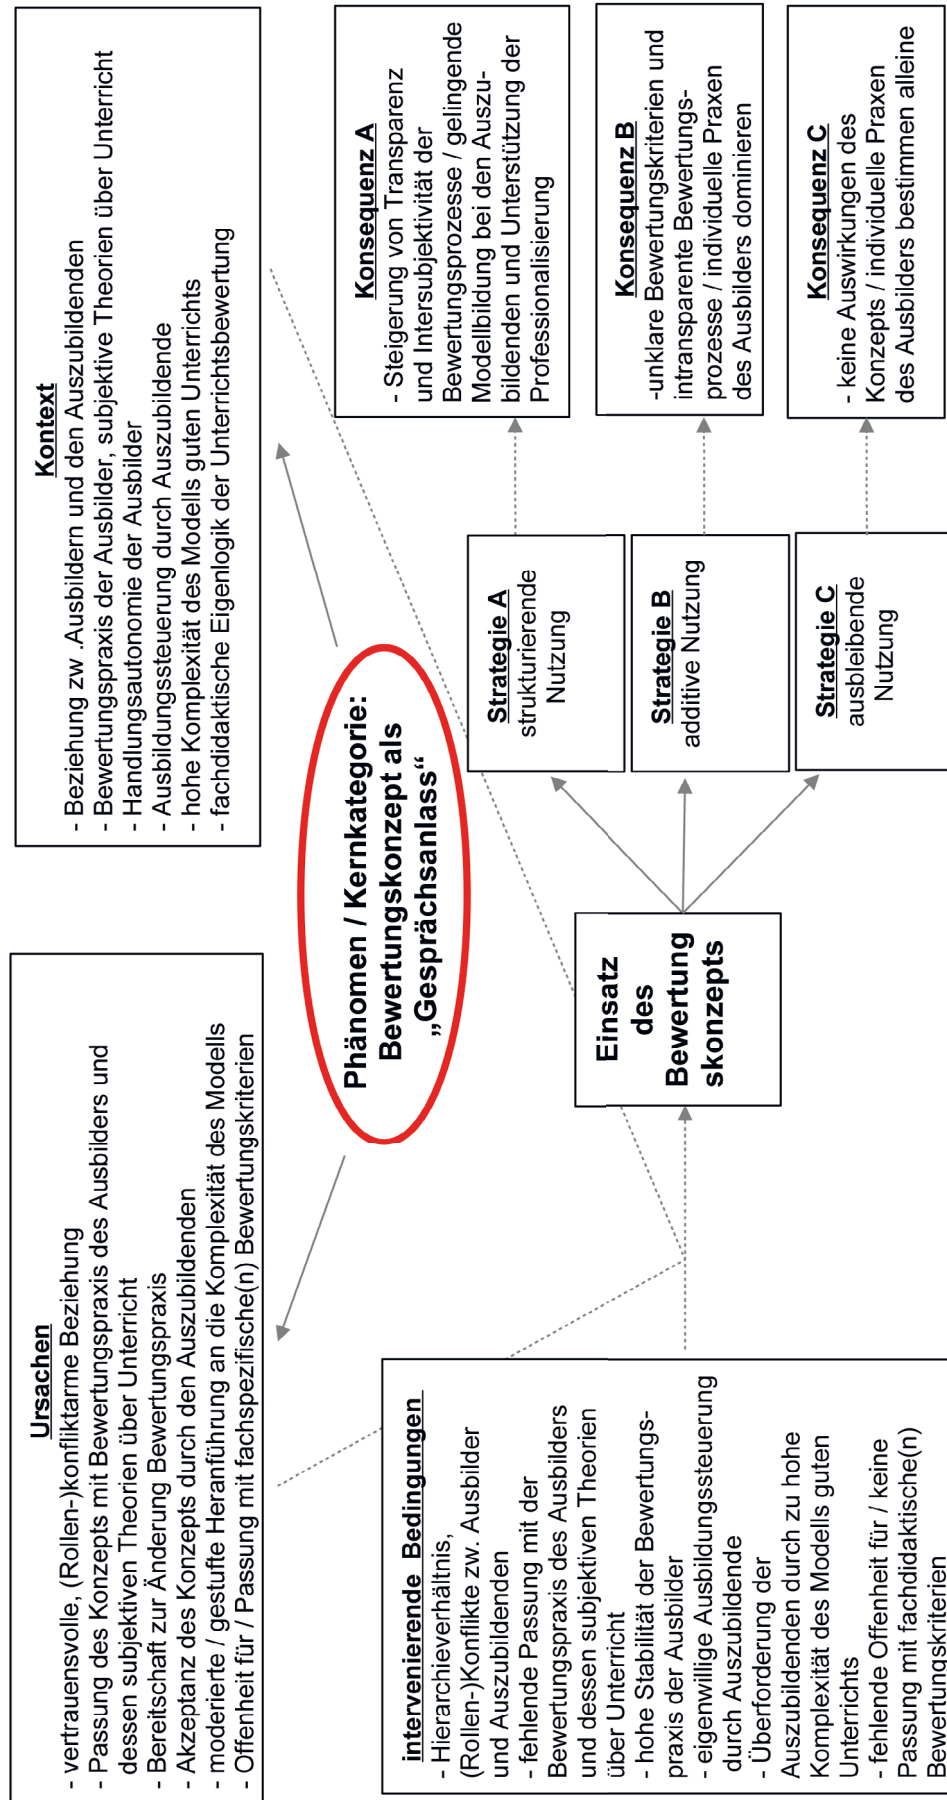 Ursachen
- vertrauensvolle, (Rollen-)konfliktarme Beziehung
- Passung des Konzepts mit Bewertungspraxis des Ausbilders und
dessen subjektiven Theorien über Unterricht
- Bereitschaft zur Änderung Bewertungspraxis
- Akzeptanz des Konzepts durch den Auszubildenden
- moderierte / gestufte Heranführung an die Komplexität des Modells
- Offenheit für / Passung mit fachspezifische(n) Bewertungskriterien
Kontext
- Beziehung zw .Ausbildern und den Auszubildenden
- Bewertungspraxis der Ausbilder, subjektive Theorien über Unterricht
- Handlungsautonomie der Ausbilder
- Ausbildungssteuerung durch Auszubildende
- hohe Komplexität des Modells guten Unterrichts
- fachdidaktische Eigenlogik der Unterrichtsbewertung
Phänomen / Kernkategorie:
Bewertungskonzept als
„Gesprächsanlass“
intervenierende Bedingungen
- Hierarchieverhältnis,
(Rollen-)Konflikte zw. Ausbilder
und Auszubildenden
- fehlende Passung mit der
Bewertungspraxis des Ausbilders
und dessen subjektiven Theorien
über Unterricht
- hohe Stabilität der Bewertungs-
praxis der Ausbilder
- eigenwillige Ausbildungssteuerung
durch Auszubildende
- Überforderung der
Auszubildenden durch zu hohe
Komplexität des Modells guten
Unterrichts
- fehlende Offenheit für / keine
Passung mit fachdidaktische(n)
Bewertungskriterien
Einsatz
des
Bewertung
skonzepts
Strategie A
strukturierende
Nutzung
Strategie B
additive Nutzung
Strategie C
ausbleibende
Nutzung
Konsequenz A
- Steigerung von Transparenz
und Intersubjektivität der
Bewertungsprozesse / gelingende
Modellbildung bei den Auszu-
bildenden und Unterstützung der
Professionalisierung
Konsequenz B
-unklare Bewertungskriterien und
intransparente Bewertungs-
prozesse / individuelle Praxen
des Ausbilders dominieren
Konsequenz C
- keine Auswirkungen des
Konzepts / individuelle Praxen
des Ausbilders bestimmen alleine